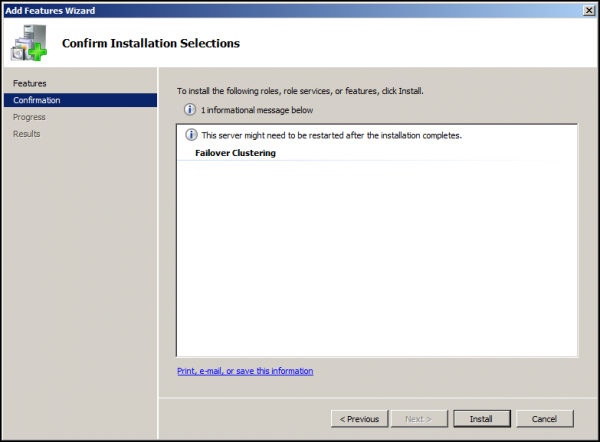 Add Features Wizard
Confirm Installation Selections
Features
Confirmation
Progress
Results
To install the following roles, role services, or features, click Install.
1 informational message below
This server might need to be restarted after the installation completes.
Failover Clustering
Print, e-mail, or save this information
< Previous
Next >
Install
Cancel